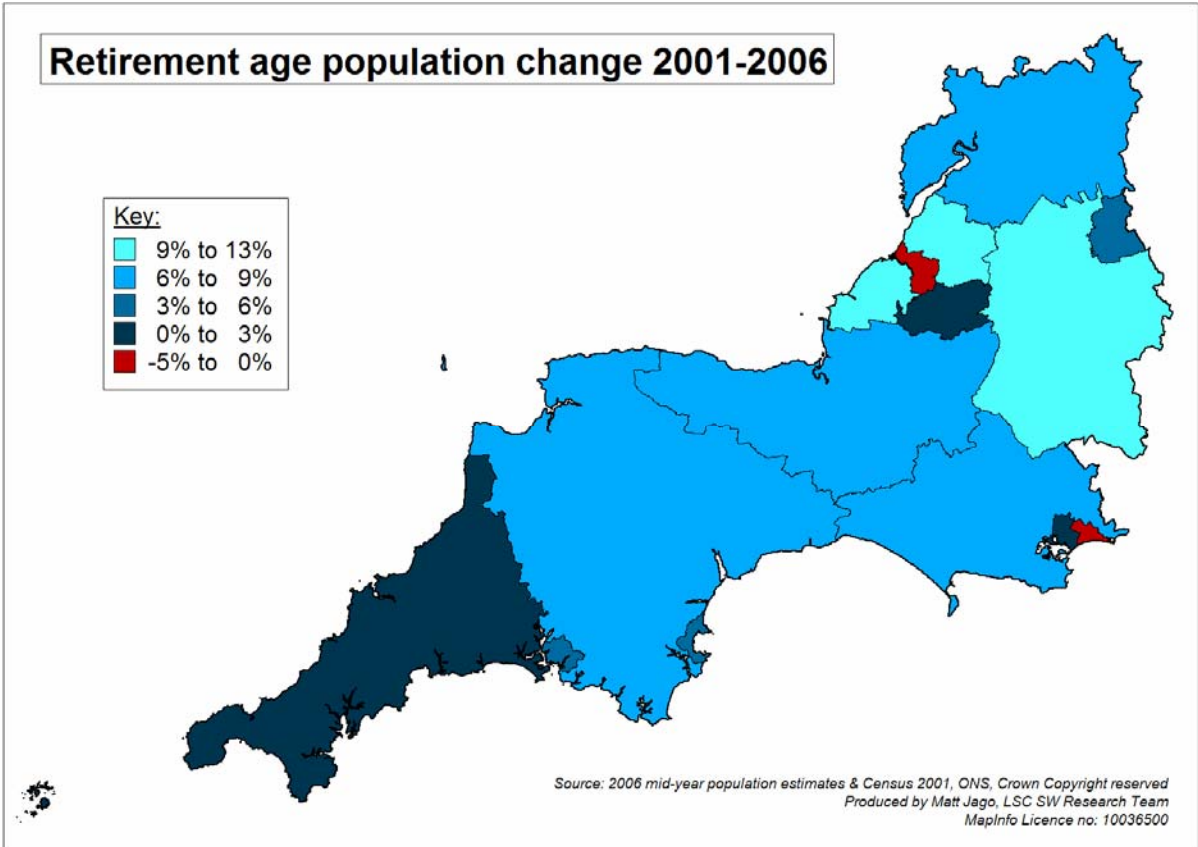 Retirement age population change 2001-2006
Key:
9% to 13%
6% to 9%
3% to 6%
0% to 3%
-5% to 0%
Source: 2006 mid-year population estimates & Census 2001, ONS, Crown Copyright reserved
Produced by Matt Jago, LSC SW Research Team
MapInfo Licence no: 10036500